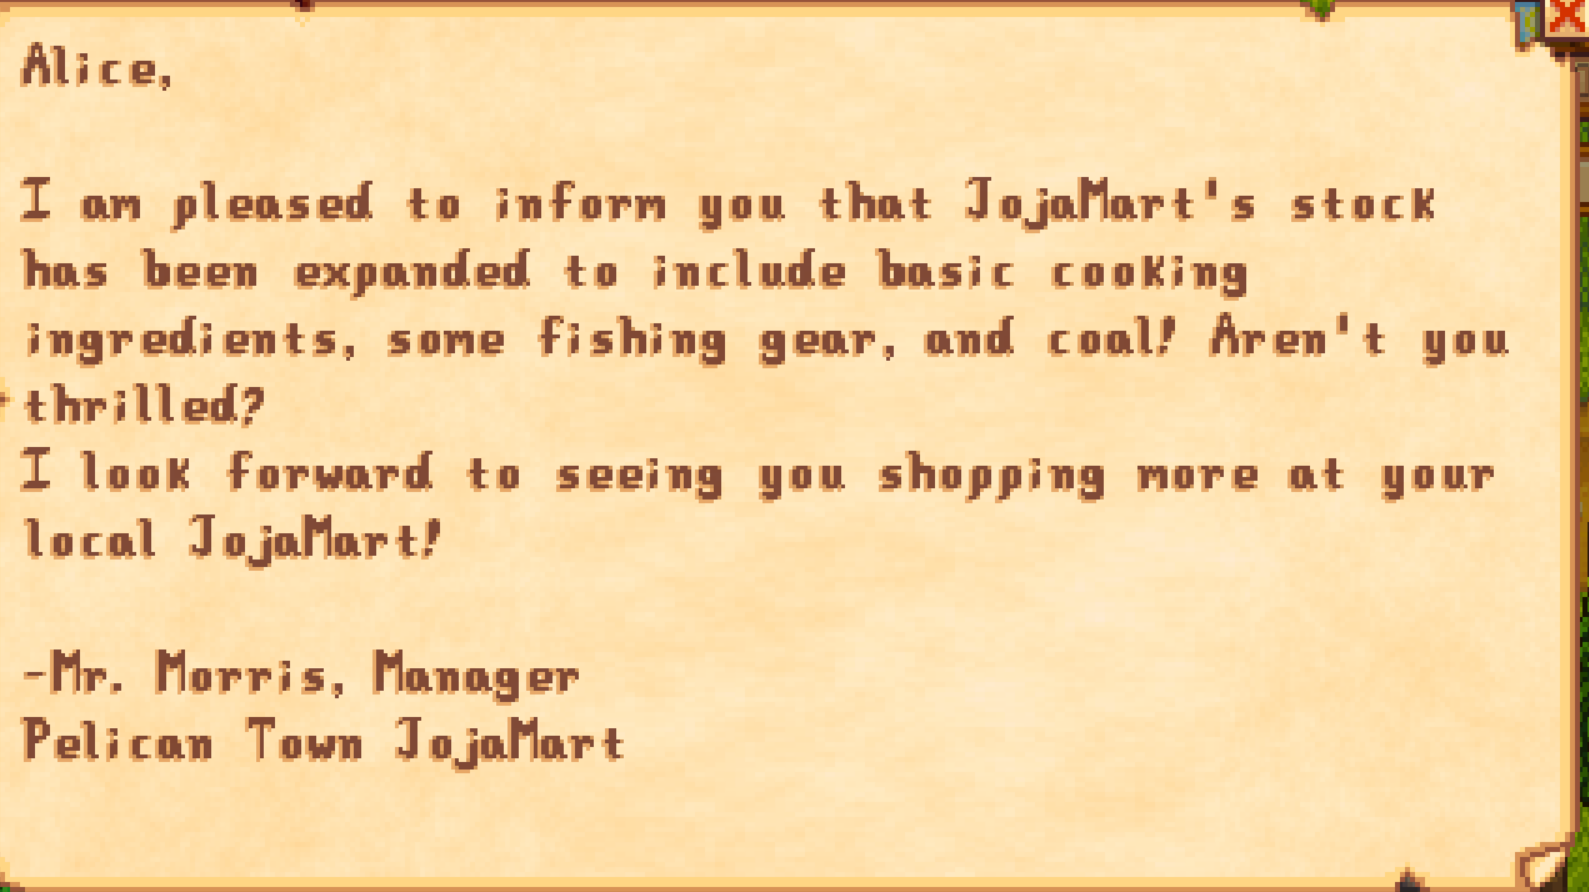 Alice,
I am pleased to inform you that JojaMart's stock
has been expanded to include basic cooking
ingredients, some fishing gear, and coal! Aren't you
thrilled?
I look forward to seeing you shopping more at your
local JojaMart!
-Mr. Morris, Manager
Pelican Town JojaMart